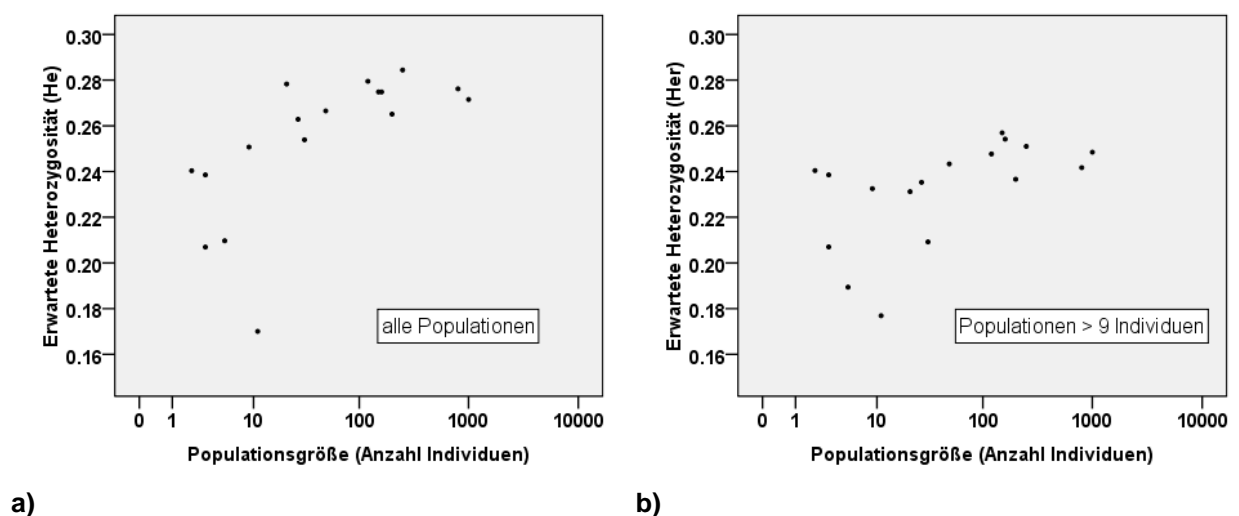 0.30
0.28
0.26
0.24
0.22
0.20
0.18
0.16
Erwartete Heterozygosität (He)
alle Populationen
0 1 10 100 1000 10000
Populationsgröße (Anzahl Individuen)
a)
0.30
0.28
0.26
0.24
0.22
0.20
0.18
0.16
Erwartete Heterozygosität (Her)
Populationen > 9 Individuen
0 1 10 100 1000 10000
Populationsgröße (Anzahl Individuen)
b)